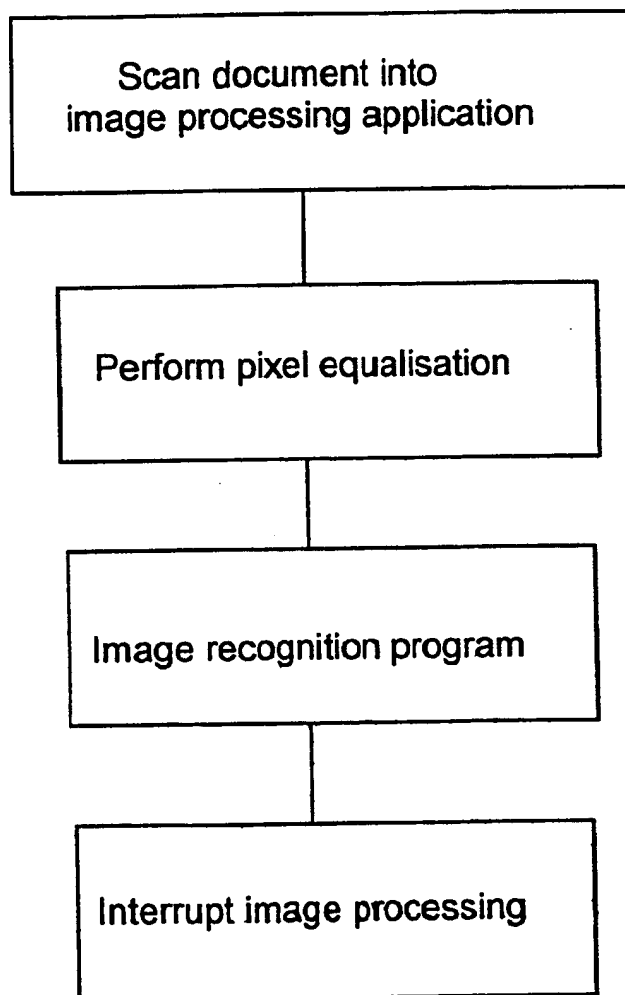 Scan document into
image processing application
Perform pixel equalisation
Image recognition program
Interrupt image processing